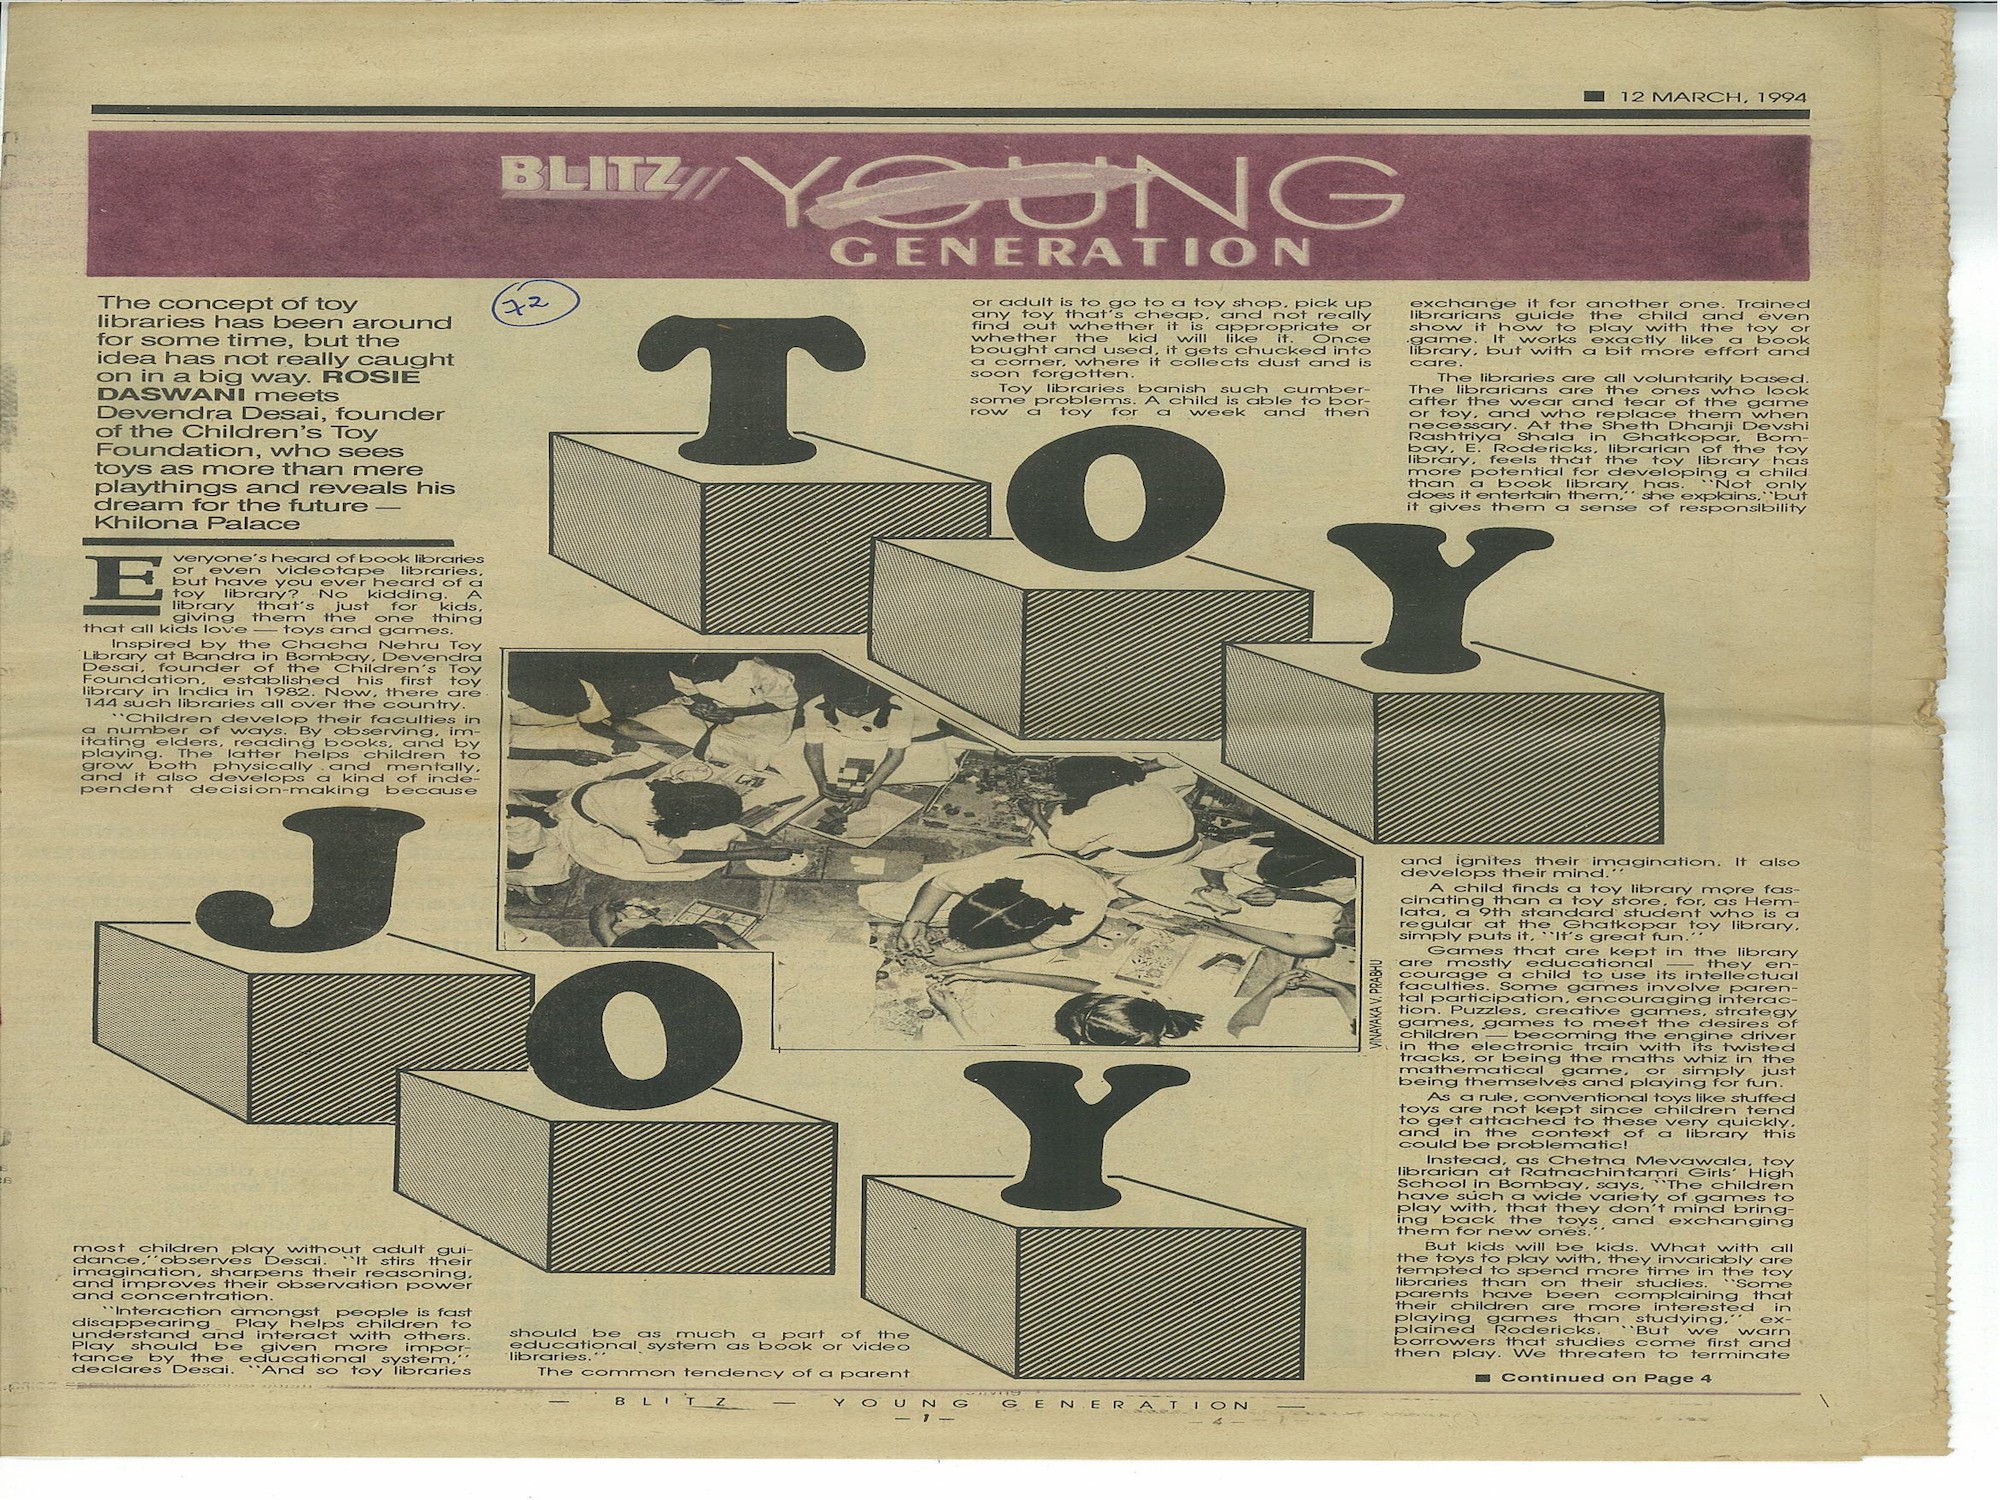 ■ 12 MARCH, 1994
BLITZ YOUNG
GENERATION
72
The concept of toy
libraries has been around
for some time, but the
idea has not really caught
on in a big way. ROSIE
DASWANI meets
Devendra Desai, founder
of the Children's Toy
Foundation, who sees
toys as more than mere
playthings and reveals his
dream for the future —
Khilona Palace
TOY
JOY
Everyone's heard of book libraries
or even videotape libraries,
but have you ever heard of a
toy library? No kidding. A
library that's just for kids,
giving them the one thing
that all kids love — toys and games.
Inspired by the Chacha Nehru Toy
Library at Bandra in Bombay, Devendra
Desai, founder of the Children's Toy
Foundation, established his first toy
library in India in 1982. Now, there are
144 such libraries all over the country.
"Children develop their faculties in
a number of ways. By observing, im-
itating elders, reading books, and by
playing. The latter helps children to
grow both physically and mentally,
and it also develops a kind of inde-
pendent decision-making because
most children play without adult gui-
dance," observes Desai. "It stirs their
imagination, sharpens their reasoning,
and improves their observation power
and concentration.
"Interaction amongst people is fast
disappearing. Play helps children to
understand and interact with others.
Play should be given more impor-
tance by the educational system,"
declares Desai. "And so toy libraries
should be as much a part of the
educational system as book or video
libraries."
The common tendency of a parent
or adult is to go to a toy shop, pick up
any toy that's cheap, and not really
find out whether it is appropriate or
whether the kid will like it. Once
bought and used, it gets chucked into
a corner, where it collects dust and is
soon forgotten.
Toy libraries banish such cumber-
some problems. A child is able to bor-
row a toy for a week and then
exchange it for another one. Trained
librarians guide the child and even
show it how to play with the toy or
game. It works exactly like a book
library, but with a bit more effort and
care.
The libraries are all voluntarily based.
The librarians are the ones who look
after the wear and tear of the game
or toy, and who replace them when
necessary. At the Sheth Dhanji Devshi
Rashtriya Shala in Ghatkopar, Bom-
bay, E. Rodericks, librarian of the toy
library, feels that the toy library has
more potential for developing a child
than a book library has. "Not only
does it entertain them," she explains, "but
it gives them a sense of responsibility
and ignites their imagination. It also
develops their mind."
A child finds a toy library more fas-
cinating than a toy store, for, as Hem-
lata, a 9th standard student who is a
regular at the Ghatkopar toy library,
simply puts it, "It's great fun."
Games that are kept in the library
are mostly educational — they en-
courage a child to use its intellectual
faculties. Some games involve paren-
tal participation, encouraging interac-
tion. Puzzles, creative games, strategy
games, games to meet the desires of
children — becoming the engine driver
in the electronic train with its twisted
tracks, or being the maths whiz in the
mathematical game, or simply just
being themselves and playing for fun.
As a rule, conventional toys like stuffed
toys are not kept since children tend
to get attached to these very quickly,
and in the context of a library this
could be problematic!
Instead, as Chetna Mevawala, toy
librarian at Ratnachintamri Girls' High
School in Bombay, says, "The children
have such a wide variety of games to
play with, that they don't mind bring-
ing back the toys and exchanging
them for new ones."
But kids will be kids. What with all
the toys to play with, they invariably are
tempted to spend more time in the toy
libraries than on their studies. "Some
parents have been complaining that
their children are more interested in
playing games than studying," ex-
plained Rodericks. "But we warn
borrowers that studies come first and
then play. We threaten to terminate
■ Continued on Page 4
VINAYAKA V. PRABHU
— BLITZ — YOUNG GENERATION —
— 1 —